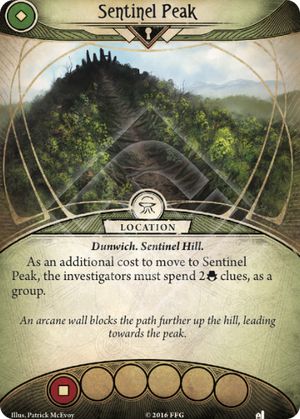 Sentinel Peak
LOCATION
Dunwich. Sentinel Hill.
As an additional cost to move to Sentinel
Peak, the investigators must spend 2 clues, as a
group.
An arcane wall blocks the path further up the hill, leading
towards the peak.
Illus. Patrick McEvoy
© 2016 FFG